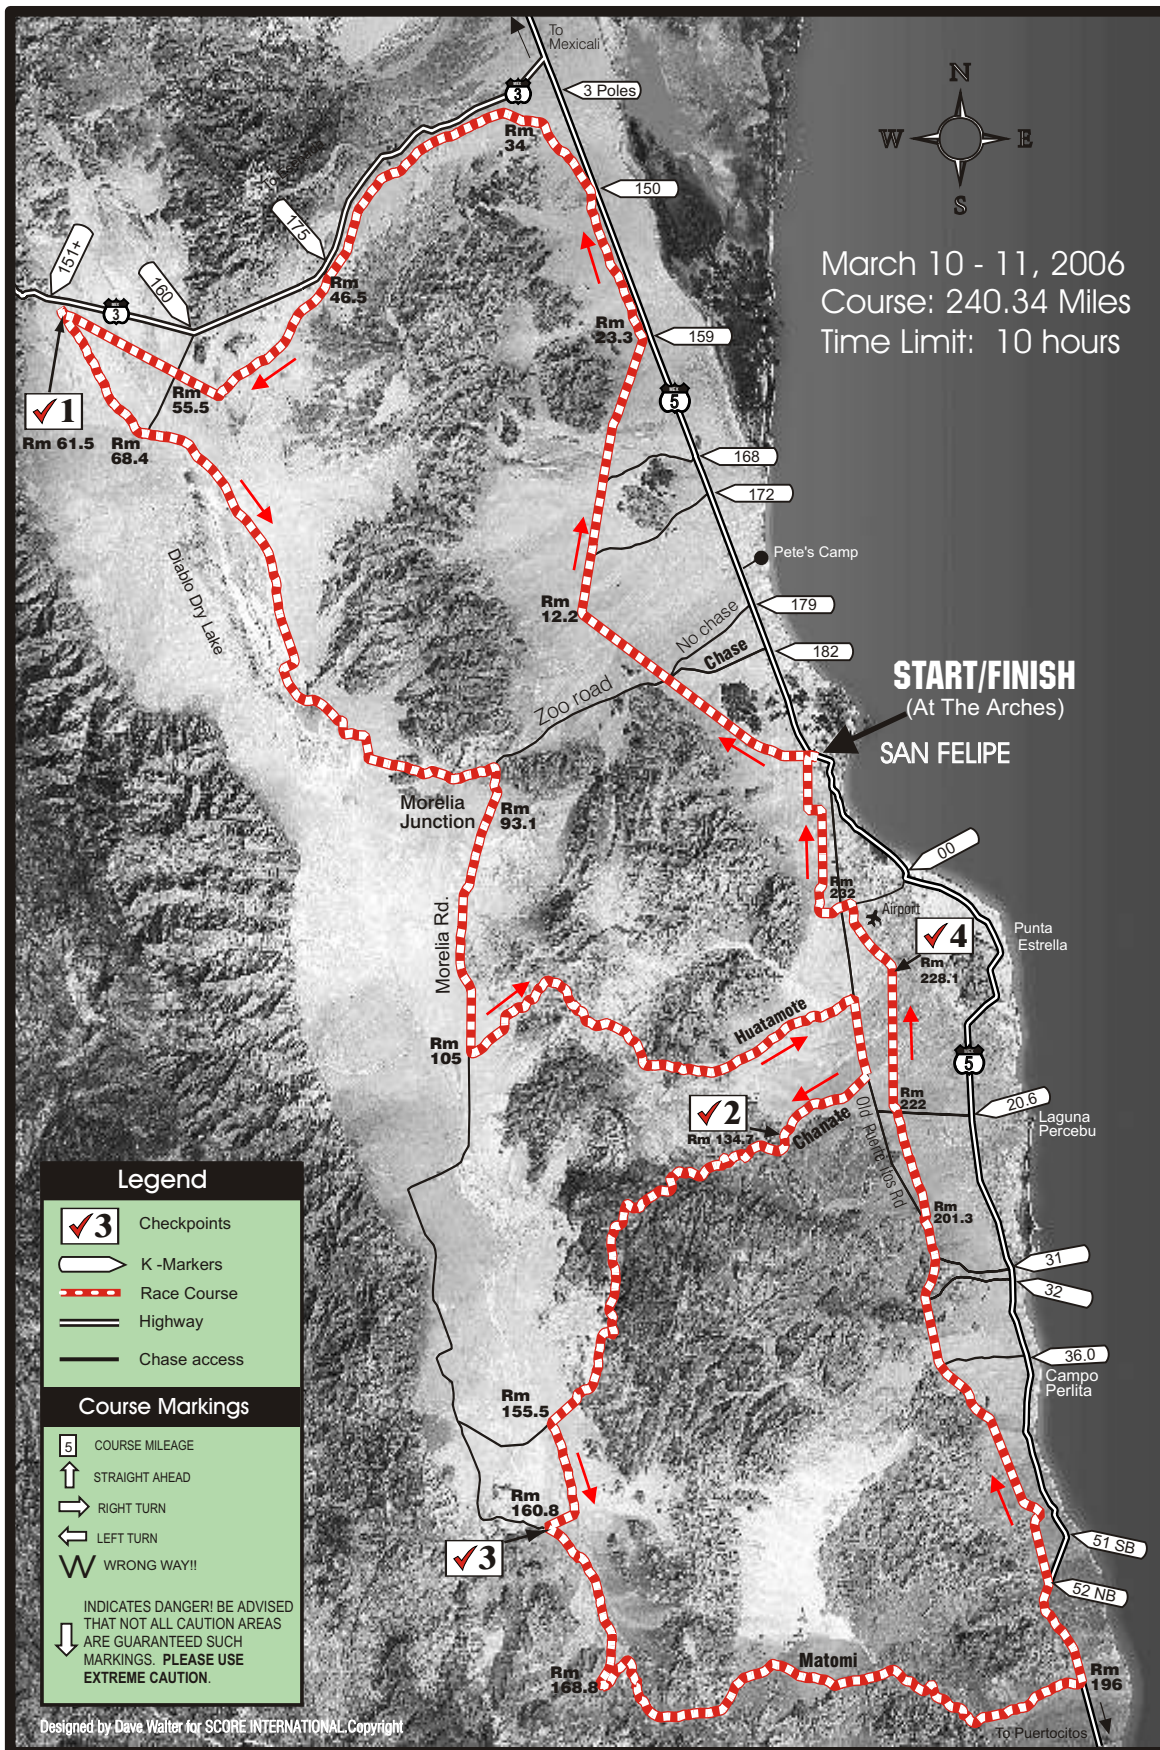 To
Mexicali
3
3 Poles
N
W E
S
Rm
34
150
175
151+
160
March 10 - 11, 2006
Course: 240.34 Miles
Time Limit: 10 hours
Rm
46.5
3
Rm
23.3
159
Rm
55.5
5
1
Rm 61.5
Rm
68.4
168
172
Pete's Camp
Diablo Dry Lake
Rm
12.2
179
No chase
Chase
182
START/FINISH
(At The Arches)
SAN FELIPE
Zoo road
Morelia
Junction
Rm
93.1
00
Rm
232
Airport
Punta
Estrella
4
Rm
228.1
Morelia Rd.
Huatamote
Rm
105
5
2
Rm 134.7
Chanate
Old Puertecitos Rd
Rm
222
20.6
Laguna
Percebu
Rm
201.3
31
32
36.0
Campo
Perlita
Legend
3 Checkpoints
K -Markers
Race Course
Highway
Chase access
Course Markings
5 COURSE MILEAGE
STRAIGHT AHEAD
RIGHT TURN
LEFT TURN
WRONG WAY!!
INDICATES DANGER! BE ADVISED
THAT NOT ALL CAUTION AREAS
ARE GUARANTEED SUCH
MARKINGS. PLEASE USE
EXTREME CAUTION.
Rm
155.5
Rm
160.8
3
51 SB
52 NB
Rm
168.8
Matomi
Rm
196
To Puertocitos
Designed by Dave Walter for SCORE INTERNATIONAL.Copyright